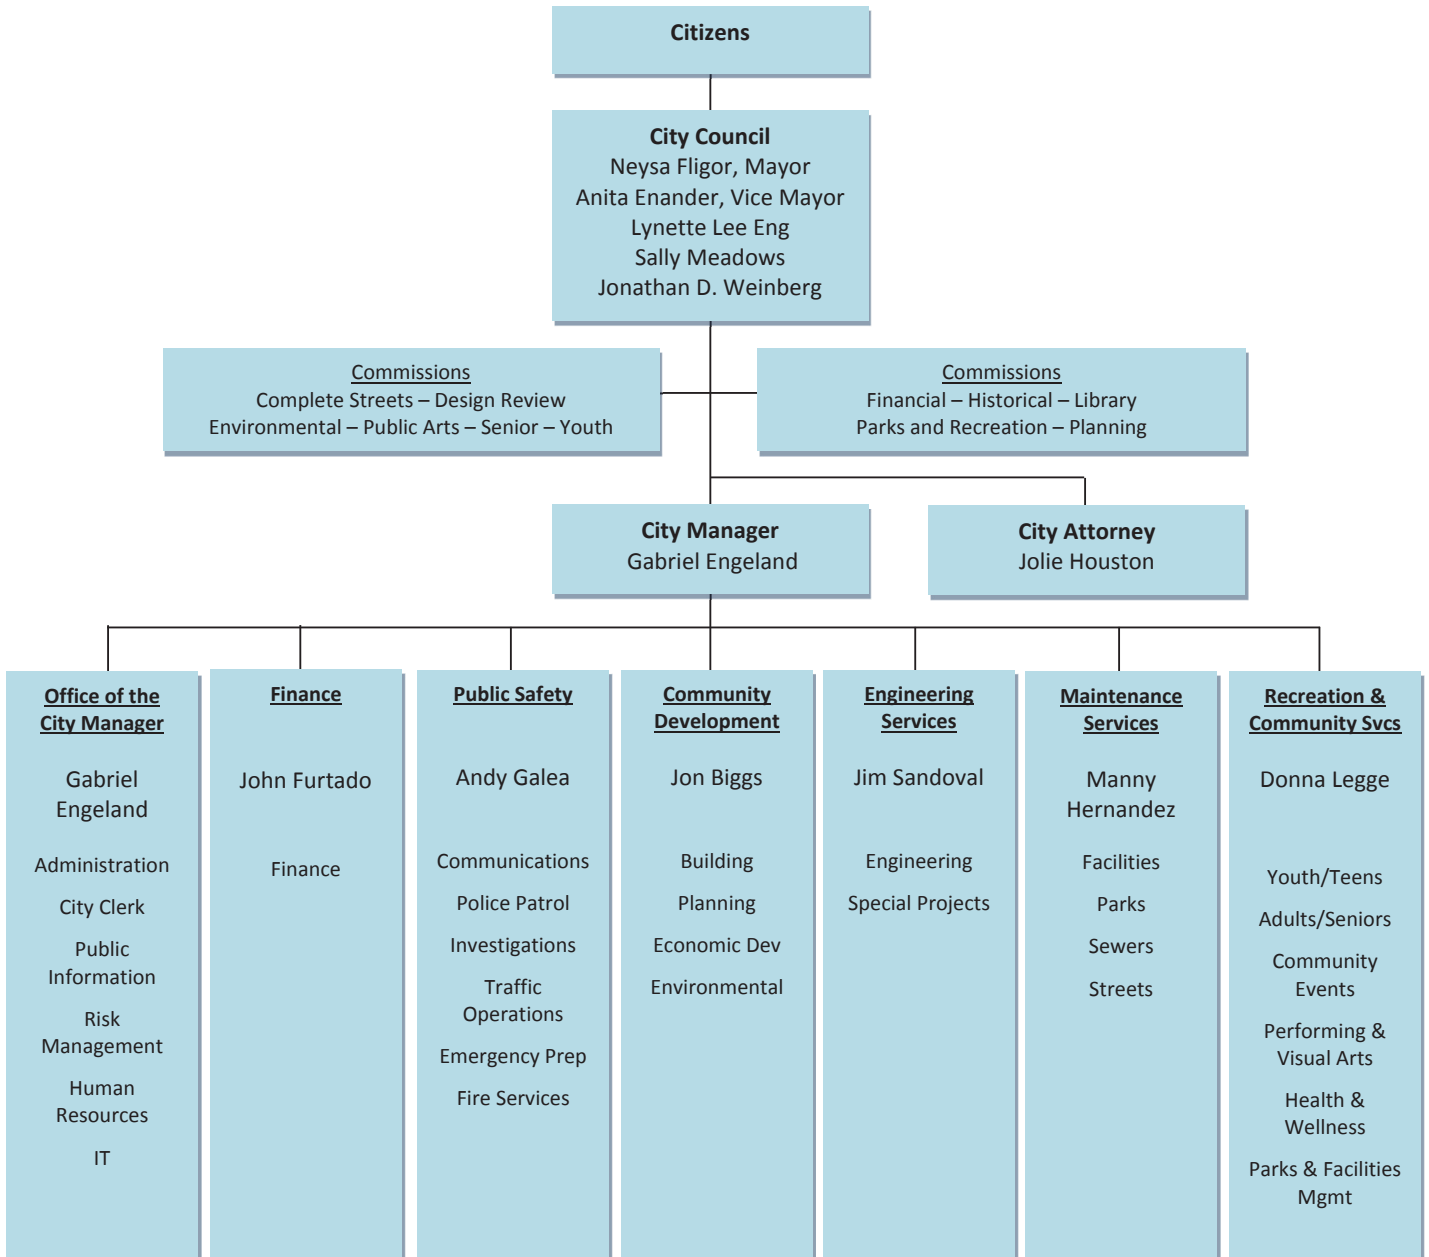 Citizens
City Council
Neysa Fligor, Mayor
Anita Enander, Vice Mayor
Lynette Lee Eng
Sally Meadows
Jonathan D. Weinberg
Commissions
Complete Streets – Design Review
Environmental – Public Arts – Senior – Youth
Commissions
Financial – Historical – Library
Parks and Recreation – Planning
City Manager
Gabriel Engeland
City Attorney
Jolie Houston
Office of the
City Manager
Gabriel
Engeland
Administration
City Clerk
Public
Information
Risk
Management
Human
Resources
IT
Finance
John Furtado
Finance
Public Safety
Andy Galea
Communications
Police Patrol
Investigations
Traffic
Operations
Emergency Prep
Fire Services
Community
Development
Jon Biggs
Building
Planning
Economic Dev
Environmental
Engineering
Services
Jim Sandoval
Engineering
Special Projects
Maintenance
Services
Manny
Hernandez
Facilities
Parks
Sewers
Streets
Recreation &
Community Svcs
Donna Legge
Youth/Teens
Adults/Seniors
Community
Events
Performing &
Visual Arts
Health &
Wellness
Parks & Facilities
Mgmt